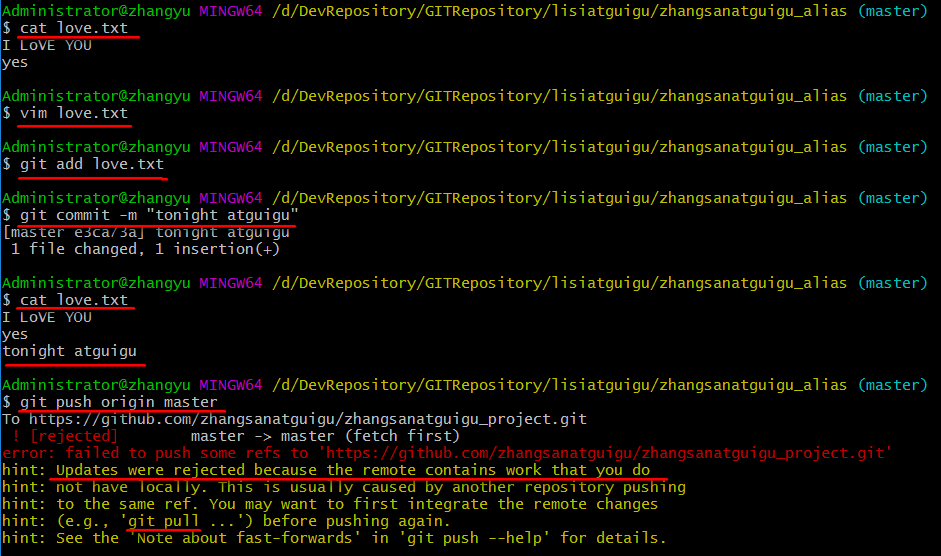 Administrator@zhangyu MINGW64 /d/DevRepository/GITRepository/lisiatguigu/zhangsanatguigu_alias (master)
$ cat love.txt
I LoVE YOU
yes
Administrator@zhangyu MINGW64 /d/DevRepository/GITRepository/lisiatguigu/zhangsanatguigu_alias (master)
$ vim love.txt
Administrator@zhangyu MINGW64 /d/DevRepository/GITRepository/lisiatguigu/zhangsanatguigu_alias (master)
$ git add love.txt
Administrator@zhangyu MINGW64 /d/DevRepository/GITRepository/lisiatguigu/zhangsanatguigu_alias (master)
$ git commit -m "tonight atguigu"
[master e3ca73a] tonight atguigu
1 file changed, 1 insertion(+)
Administrator@zhangyu MINGW64 /d/DevRepository/GITRepository/lisiatguigu/zhangsanatguigu_alias (master)
$ cat love.txt
I LoVE YOU
yes
tonight atguigu
Administrator@zhangyu MINGW64 /d/DevRepository/GITRepository/lisiatguigu/zhangsanatguigu_alias (master)
$ git push origin master
To https://github.com/zhangsanatguigu/zhangsanatguigu_project.git
! [rejected] master -> master (fetch first)
error: failed to push some refs to 'https://github.com/zhangsanatguigu/zhangsanatguigu_project.git'
hint: Updates were rejected because the remote contains work that you do
hint: not have locally. This is usually caused by another repository pushing
hint: to the same ref. You may want to first integrate the remote changes
hint: (e.g., 'git pull ...') before pushing again.
hint: See the 'Note about fast-forwards' in 'git push --help' for details.